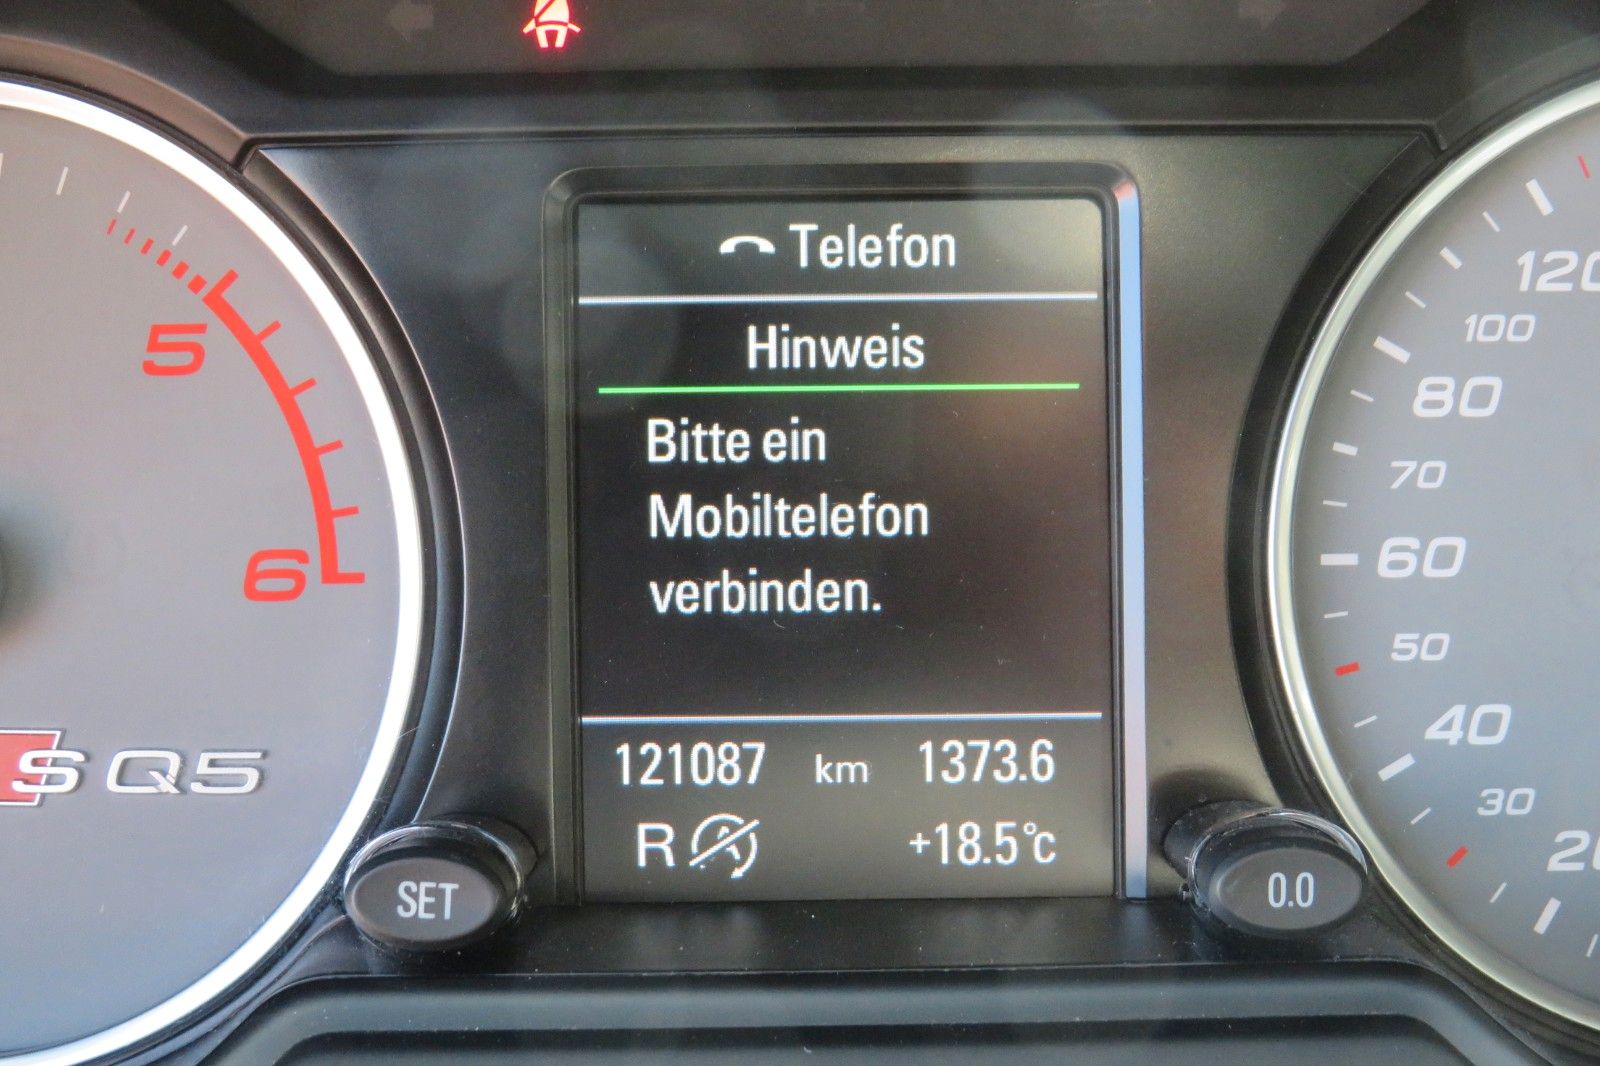 Telefon
Hinweis
Bitte ein
Mobiltelefon
verbinden.
121087 km 1373.6
R +18.5°C
SET
0.0
5
6
SQ5
120
100
80
70
60
50
40
30
20